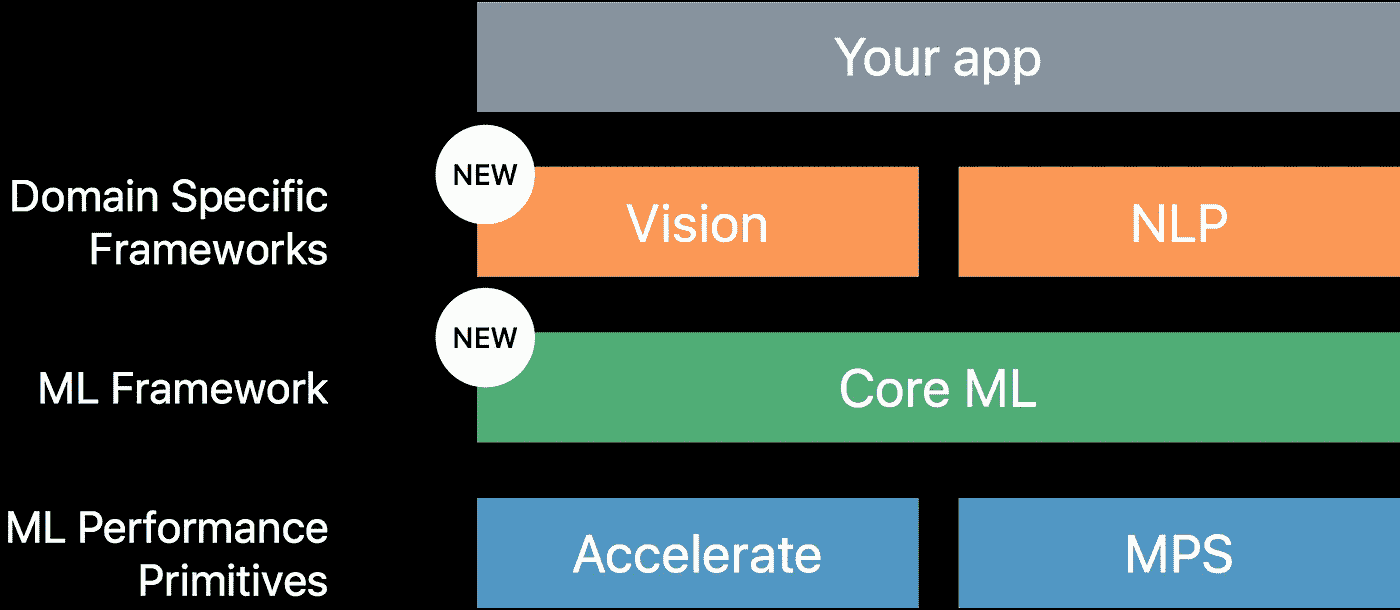 Your app
NEW
Domain Specific
Frameworks
Vision
NLP
NEW
ML Framework
Core ML
ML Performance
Primitives
Accelerate
MPS